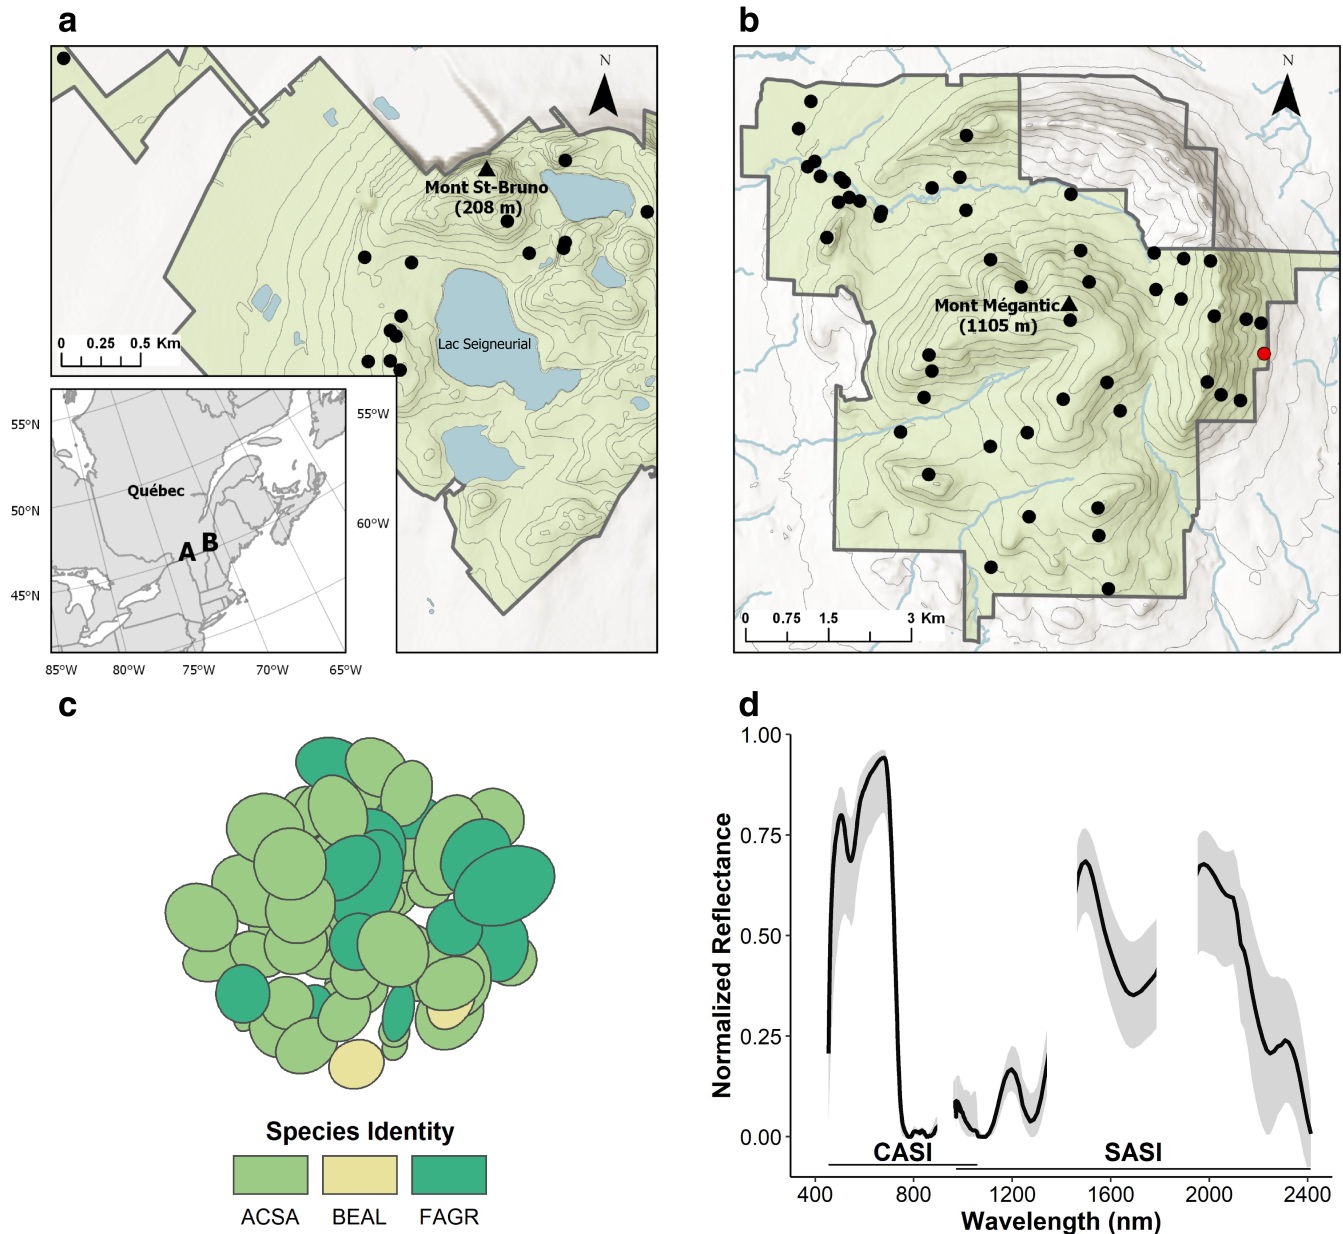 a
N
Mont St-Bruno
(208 m)
Lac Seigneurial
0 0.25 0.5 Km
55°N
50°N
45°N
Québec
A B
55°W
60°W
85°W 80°W 75°W 70°W 65°W
b
N
Mont Mégantic
(1105 m)
0 0.75 1.5 3 Km
c
Species Identity
ACSA BEAL FAGR
d
Normalized Reflectance
1.00
0.75
0.50
0.25
0.00
CASI SASI
400 800 1200 1600 2000 2400
Wavelength (nm)